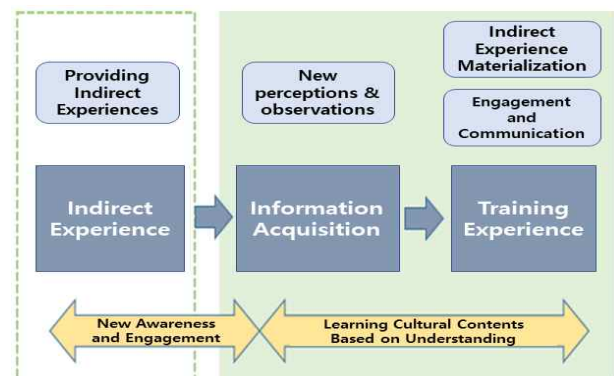 Providing
Indirect
Experiences
New
perceptions &
observations
Indirect
Experience
Materialization
Engagement
and
Communication
Indirect
Experience
Information
Acquisition
Training
Experience
New Awareness
and Engagement
Learning Cultural Contents
Based on Understanding